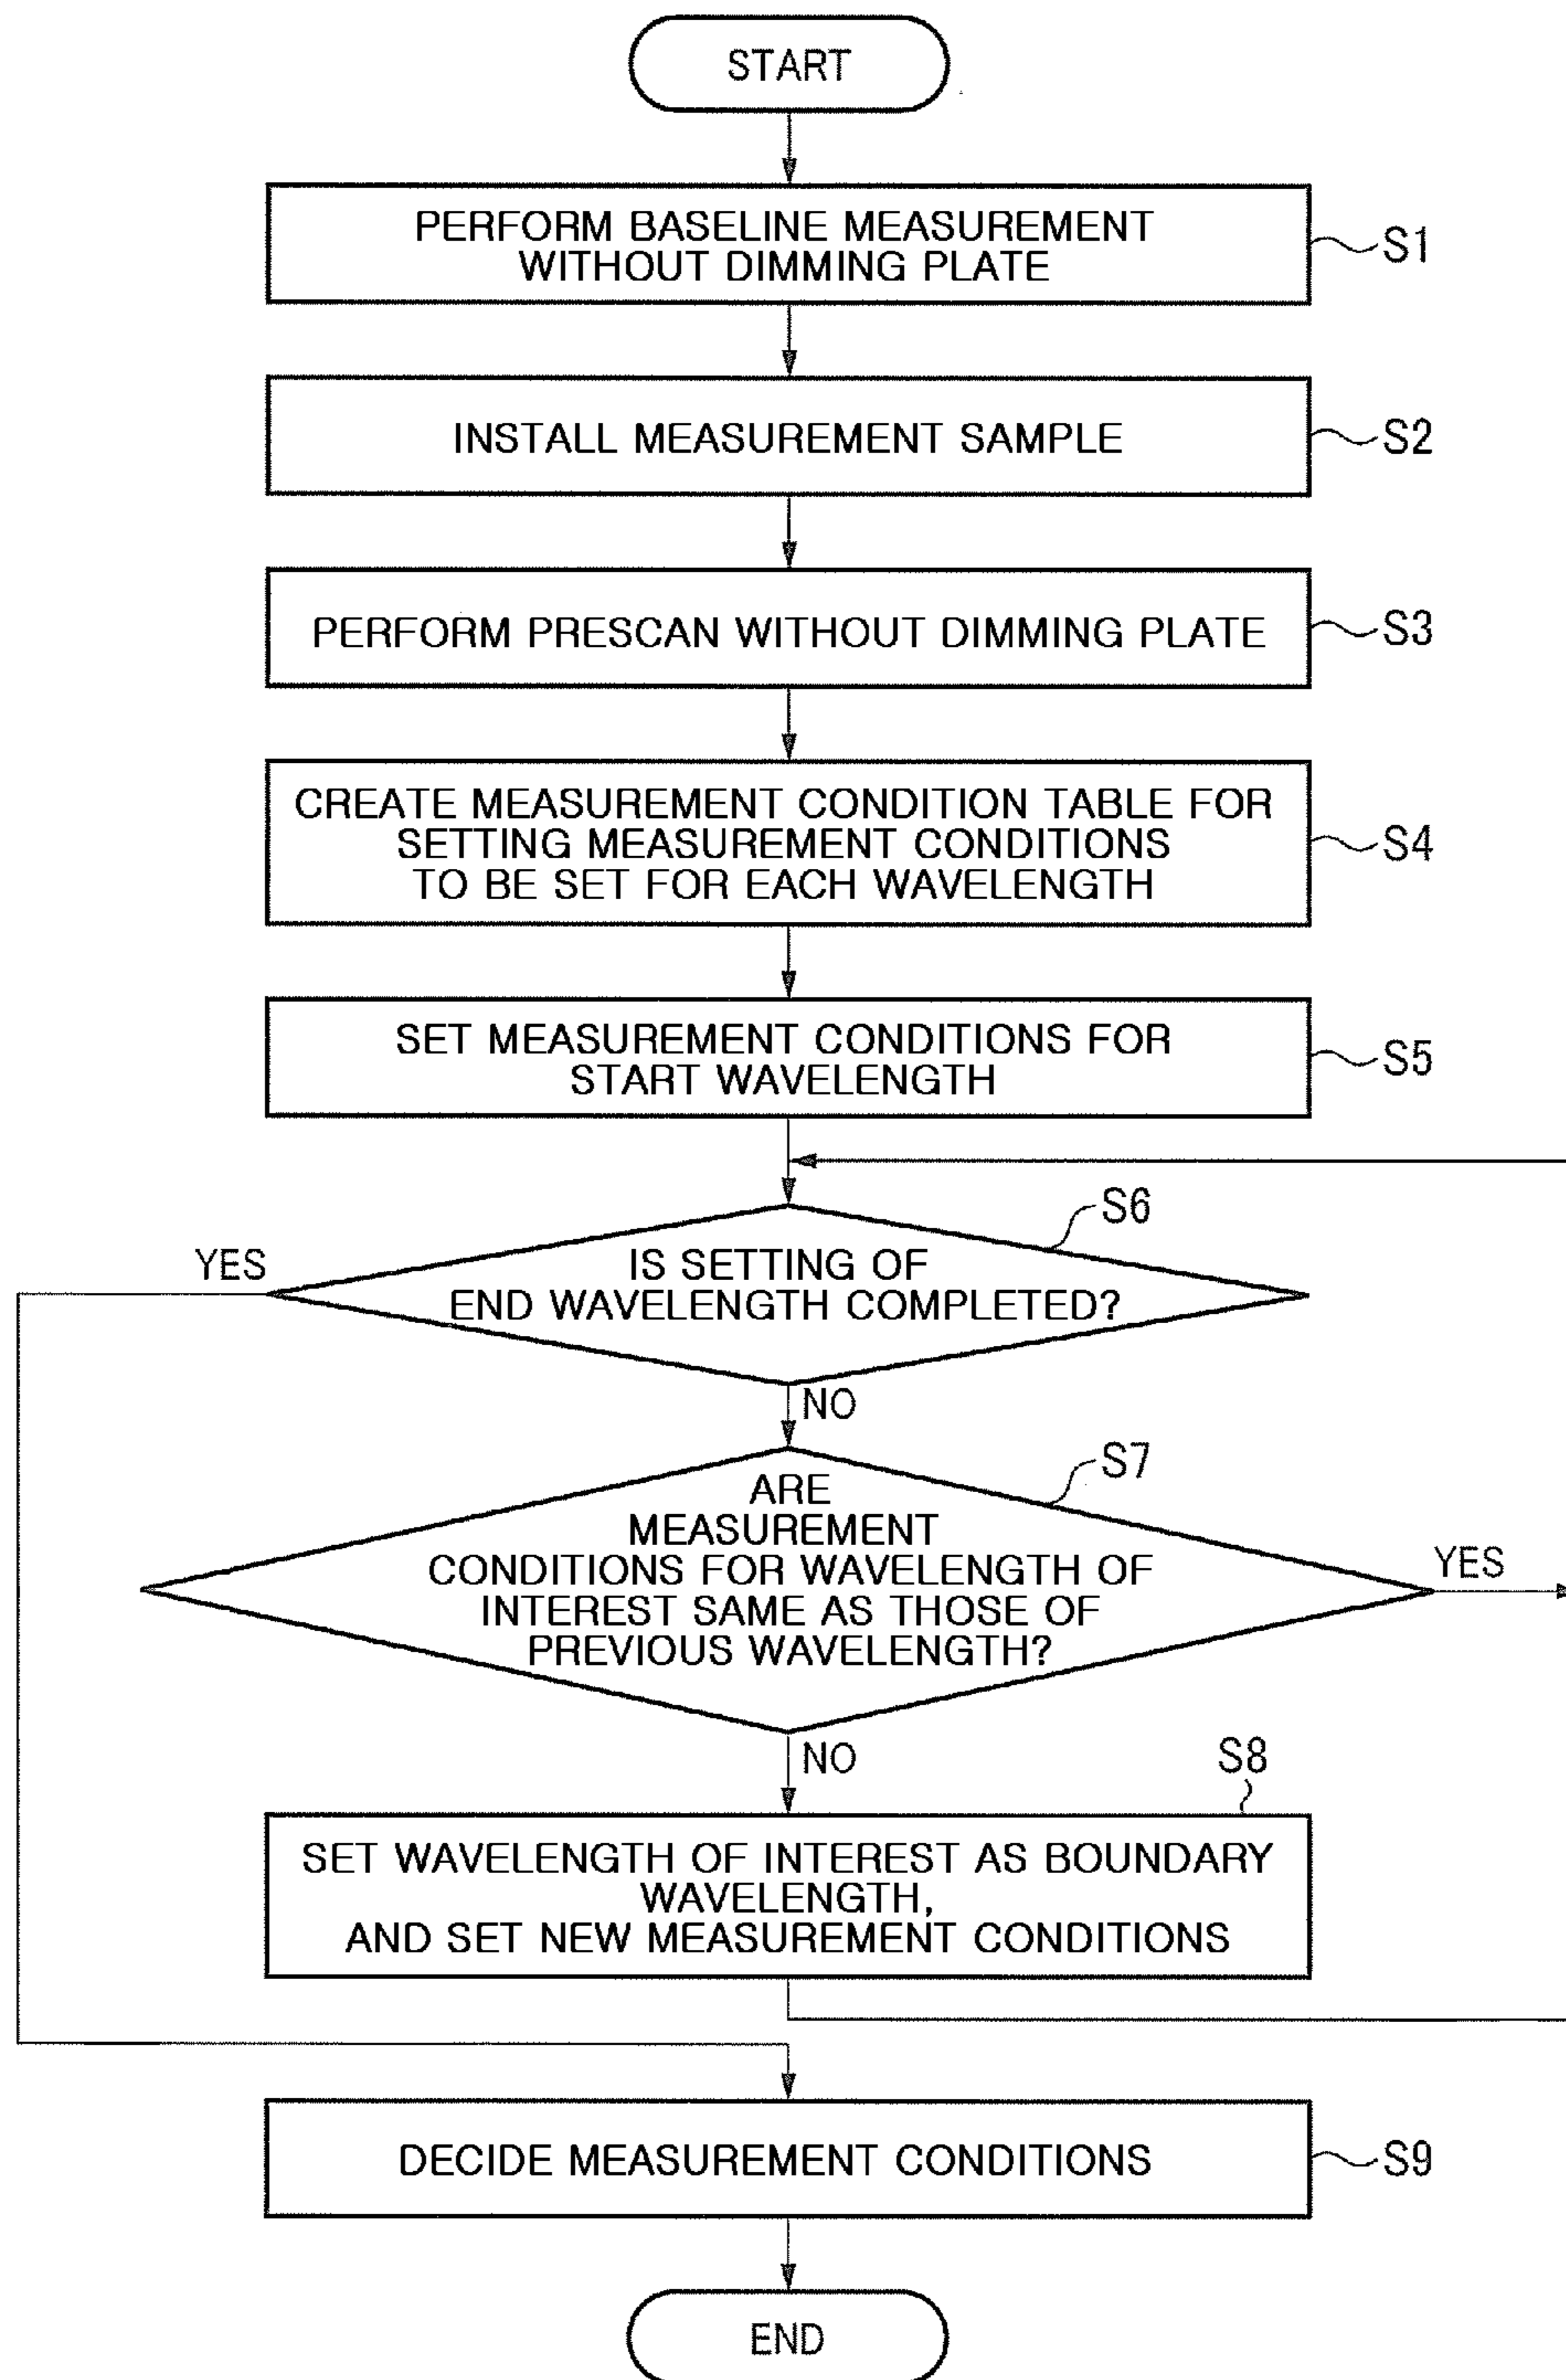 START
PERFORM BASELINE MEASUREMENT
WITHOUT DIMMING PLATE
S1
INSTALL MEASUREMENT SAMPLE
S2
PERFORM PRESCAN WITHOUT DIMMING PLATE
S3
CREATE MEASUREMENT CONDITION TABLE FOR
SETTING MEASUREMENT CONDITIONS
TO BE SET FOR EACH WAVELENGTH
S4
SET MEASUREMENT CONDITIONS FOR
START WAVELENGTH
S5
S6
YES
IS SETTING OF
END WAVELENGTH COMPLETED?
NO
S7
ARE
MEASUREMENT
CONDITIONS FOR WAVELENGTH OF
INTEREST SAME AS THOSE OF
PREVIOUS WAVELENGTH?
YES
NO
S8
SET WAVELENGTH OF INTEREST AS BOUNDARY
WAVELENGTH,
AND SET NEW MEASUREMENT CONDITIONS
DECIDE MEASUREMENT CONDITIONS
S9
END